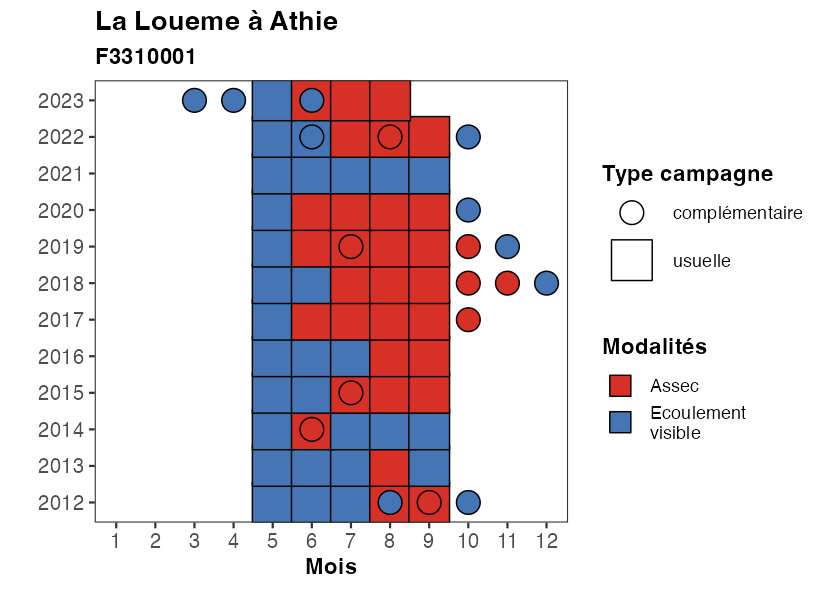 La Loueme à Athie
F3310001
2023
2022
2021
2020
2019
2018
2017
2016
2015
2014
2013
2012
1 2 3 4 5 6 7 8 9 10 11 12
Mois
Type campagne
complémentaire
usuelle
Modalités
Assec
Ecoulement
visible